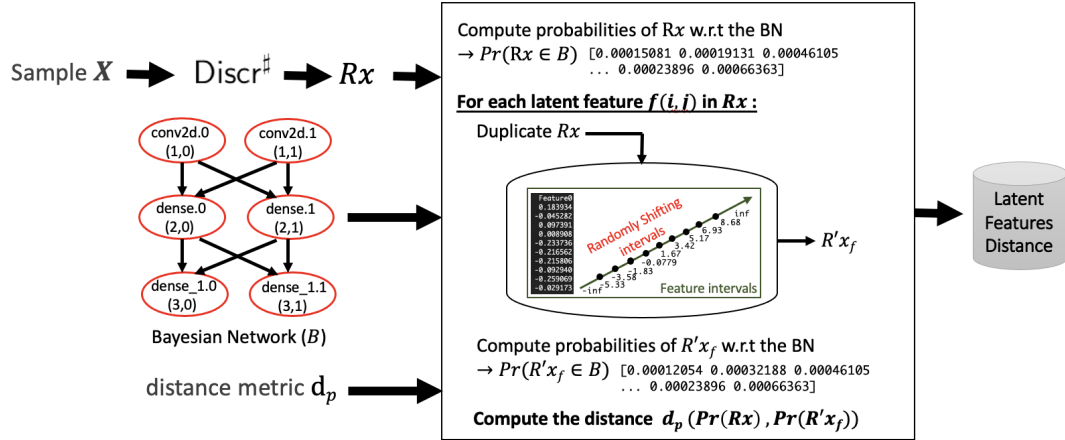 Sample X
Discr♯
Rx
conv2d.0
(1,0)
conv2d.1
(1,1)
dense.0
(2,0)
dense.1
(2,1)
dense_1.0
(3,0)
dense_1.1
(3,1)
Bayesian Network (B)
distance metric d_p
Compute probabilities of Rx w.r.t the BN
→ Pr(Rx ∈ B) [0.00015081 0.00019131 0.00046105
... 0.00023896 0.00066363]
For each latent feature f(i,j) in Rx :
Duplicate Rx
Feature0
0.183934
-0.045282
0.097391
0.008908
-0.233736
-0.216562
-0.215806
-0.092940
-0.259069
-0.029173
Randomly Shifting
intervals
inf
8.68
6.93
5.17
3.42
1.67
-0.0779
-1.83
-3.58
-5.33
-inf
Feature intervals
R'x_f
Compute probabilities of R'x_f w.r.t the BN
→ Pr(R'x_f ∈ B) [0.00012054 0.00032188 0.00046105
... 0.00023896 0.00066363]
Compute the distance d_p (Pr(Rx) , Pr(R'x_f))
Latent
Features
Distance